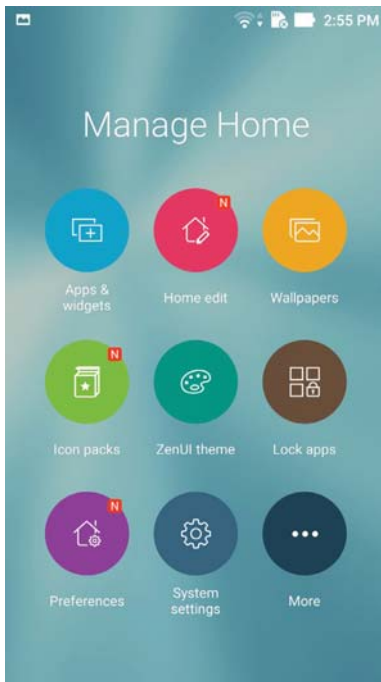 2:55 PM
Manage Home
N
Apps &
widgets
Home edit
Wallpapers
N
Icon packs
ZenUI theme
Lock apps
N
Preferences
System
settings
More